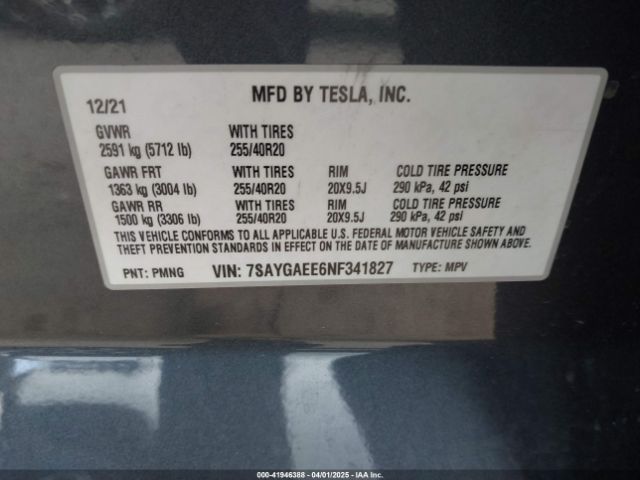 MFD BY TESLA, INC.
12/21
GVWR WITH TIRES
2591 kg (5712 lb) 255/40R20
GAWR FRT WITH TIRES RIM COLD TIRE PRESSURE
1363 kg (3004 lb) 255/40R20 20X9.5J 290 kPa, 42 psi
GAWR RR WITH TIRES RIM COLD TIRE PRESSURE
1500 kg (3306 lb) 255/40R20 20X9.5J 290 kPa, 42 psi
THIS VEHICLE CONFORMS TO ALL APPLICABLE U.S. FEDERAL MOTOR VEHICLE SAFETY AND
THEFT PREVENTION STANDARDS IN EFFECT ON THE DATE OF MANUFACTURE SHOWN ABOVE.
PNT: PMNG VIN: 7SAYGAEE6NF341827 TYPE: MPV
000-41946388 04/01/2025 IAA Inc.